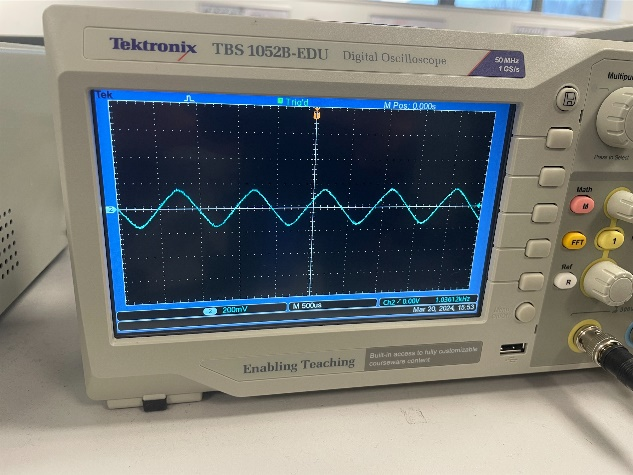 Tektronix TBS 1052B-EDU Digital Oscilloscope
50 MHz
1 GS/s
Tek Trig'd M Pos: 0.000s
2
2 200mV M 500us Ch2 0.00V 1.03612kHz
Mar 20, 2024, 15:53
Enabling Teaching
Built-in access to fully customizable
courseware content
Math
M
FFT
1
Ref
R